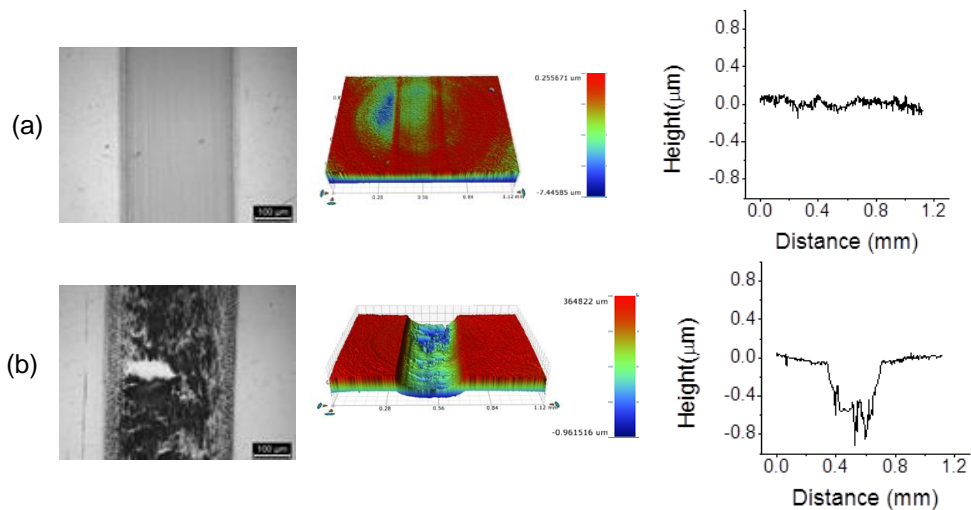 (a)
100 µm
0.255671 um
-7.44585 um
0.28
0.56
0.84
1.12 mm
0.8
0.4
0.0
-0.4
-0.8
Height(µm)
0.0 0.4 0.8 1.2
Distance (mm)
(b)
100 µm
364822 um
-0.961516 um
0.28
0.56
0.84
1.12 mm
0.8
0.4
0.0
-0.4
-0.8
Height(µm)
0.0 0.4 0.8 1.2
Distance (mm)